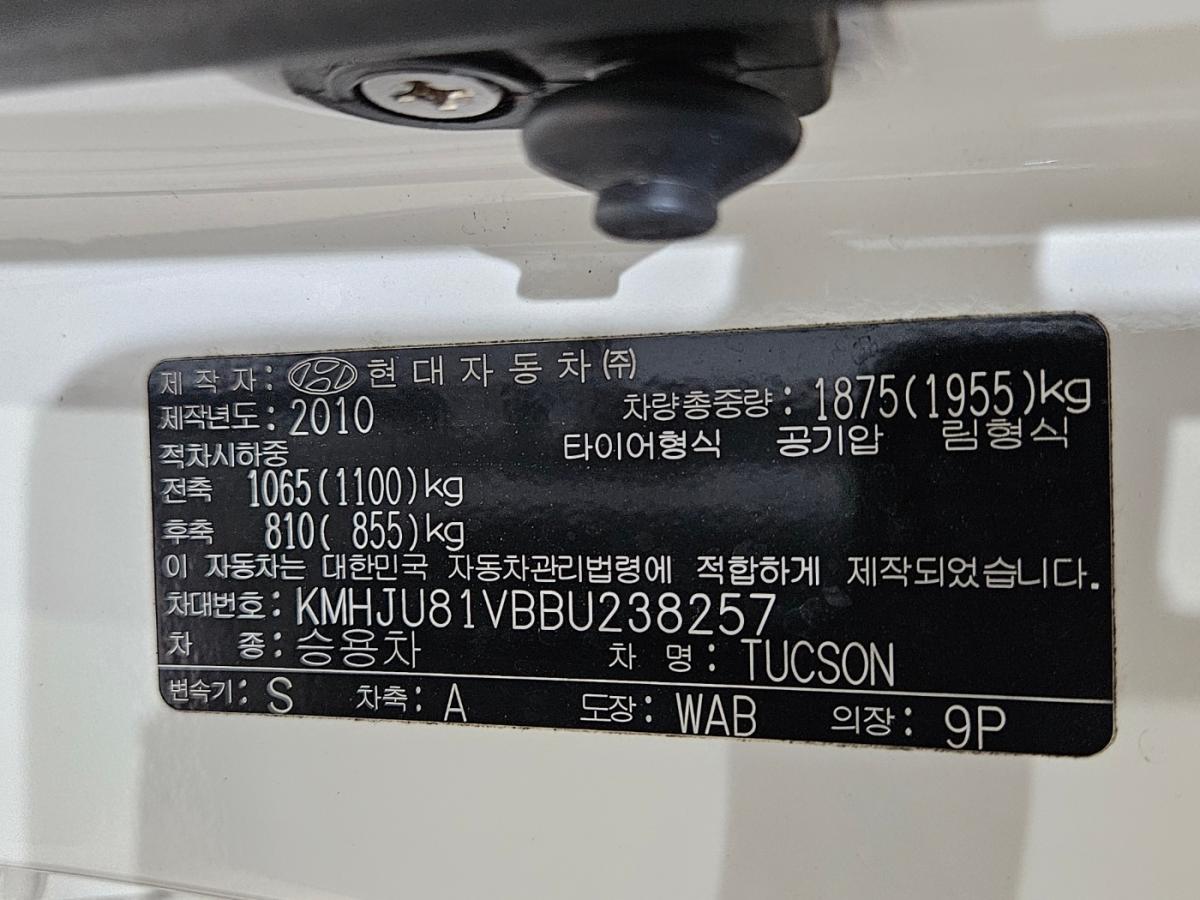 제 작 자 : 현 대 자 동 차 ㈜
제작년도 : 2010 차량총중량 : 1875(1955)kg
적차시하중 타이어형식 공기압 림형식
전축 1065(1100)kg
후축 810( 855)kg
이 자동차는 대한민국 자동차관리법령에 적합하게 제작되었습니다.
차대번호 : KMHJU81VBBU238257
차 종 : 승용차 차 명 : TUCSON
변속기 : S 차축 : A 도장 : WAB 의장 : 9P